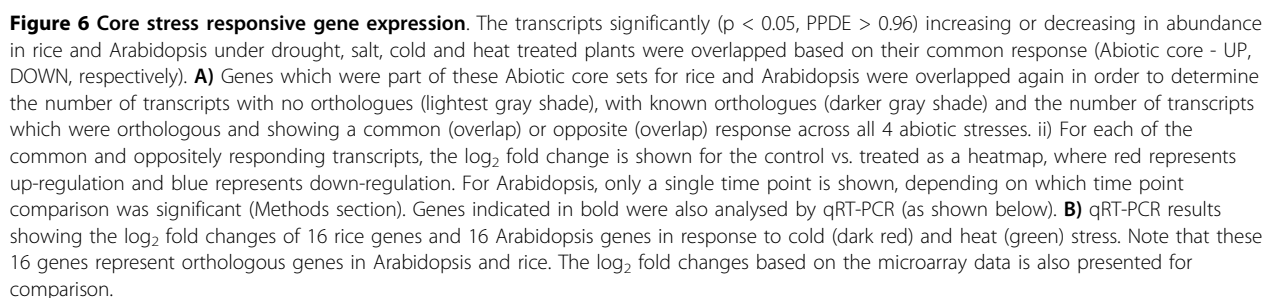 Figure 6 Core stress responsive gene expression. The transcripts significantly (p < 0.05, PPDE > 0.96) increasing or decreasing in abundance
in rice and Arabidopsis under drought, salt, cold and heat treated plants were overlapped based on their common response (Abiotic core - UP,
DOWN, respectively). A) Genes which were part of these Abiotic core sets for rice and Arabidopsis were overlapped again in order to determine
the number of transcripts with no orthologues (lightest gray shade), with known orthologues (darker gray shade) and the number of transcripts
which were orthologous and showing a common (overlap) or opposite (overlap) response across all 4 abiotic stresses. ii) For each of the
common and oppositely responding transcripts, the log2 fold change is shown for the control vs. treated as a heatmap, where red represents
up-regulation and blue represents down-regulation. For Arabidopsis, only a single time point is shown, depending on which time point
comparison was significant (Methods section). Genes indicated in bold were also analysed by qRT-PCR (as shown below). B) qRT-PCR results
showing the log2 fold changes of 16 rice genes and 16 Arabidopsis genes in response to cold (dark red) and heat (green) stress. Note that these
16 genes represent orthologous genes in Arabidopsis and rice. The log2 fold changes based on the microarray data is also presented for
comparison.